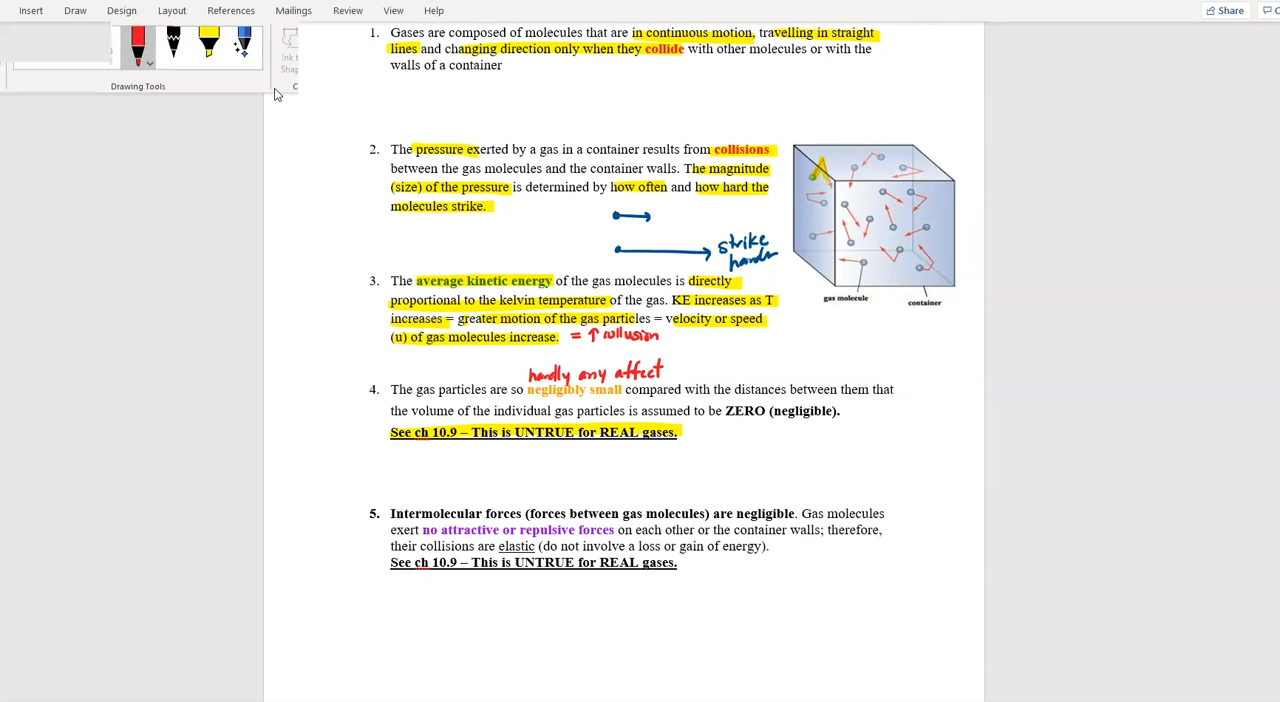 Insert Draw Design Layout References Mailings Review View Help Share
Drawing Tools
1. Gases are composed of molecules that are in continuous motion, travelling in straight
lines and changing direction only when they collide with other molecules or with the
walls of a container
2. The pressure exerted by a gas in a container results from collisions
between the gas molecules and the container walls. The magnitude
(size) of the pressure is determined by how often and how hard the
molecules strike.
strike
hard
gas molecule
container
3. The average kinetic energy of the gas molecules is directly
proportional to the kelvin temperature of the gas. KE increases as T
increases = greater motion of the gas particles = velocity or speed
(u) of gas molecules increase. = ↑ collusion
hardly any affect
4. The gas particles are so negligibly small compared with the distances between them that
the volume of the individual gas particles is assumed to be ZERO (negligible).
See ch 10.9 – This is UNTRUE for REAL gases.
5. Intermolecular forces (forces between gas molecules) are negligible. Gas molecules
exert no attractive or repulsive forces on each other or the container walls; therefore,
their collisions are elastic (do not involve a loss or gain of energy).
See ch 10.9 – This is UNTRUE for REAL gases.